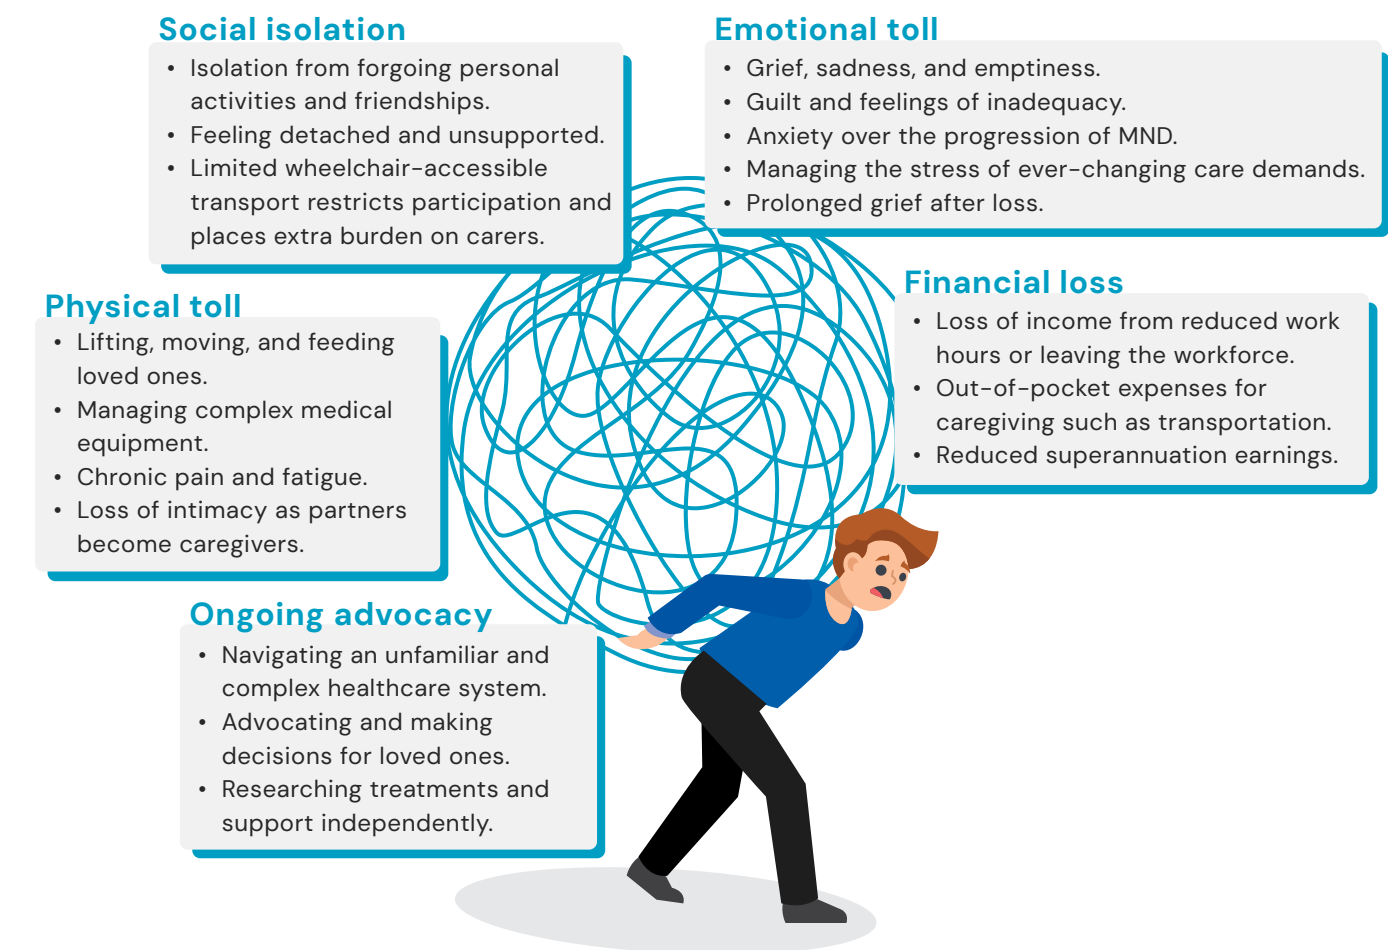 Social isolation
• Isolation from forgoing personal
activities and friendships.
• Feeling detached and unsupported.
• Limited wheelchair-accessible
transport restricts participation and
places extra burden on carers.
Emotional toll
• Grief, sadness, and emptiness.
• Guilt and feelings of inadequacy.
• Anxiety over the progression of MND.
• Managing the stress of ever-changing care demands.
• Prolonged grief after loss.
Physical toll
• Lifting, moving, and feeding
loved ones.
• Managing complex medical
equipment.
• Chronic pain and fatigue.
• Loss of intimacy as partners
become caregivers.
Financial loss
• Loss of income from reduced work
hours or leaving the workforce.
• Out-of-pocket expenses for
caregiving such as transportation.
• Reduced superannuation earnings.
Ongoing advocacy
• Navigating an unfamiliar and
complex healthcare system.
• Advocating and making
decisions for loved ones.
• Researching treatments and
support independently.